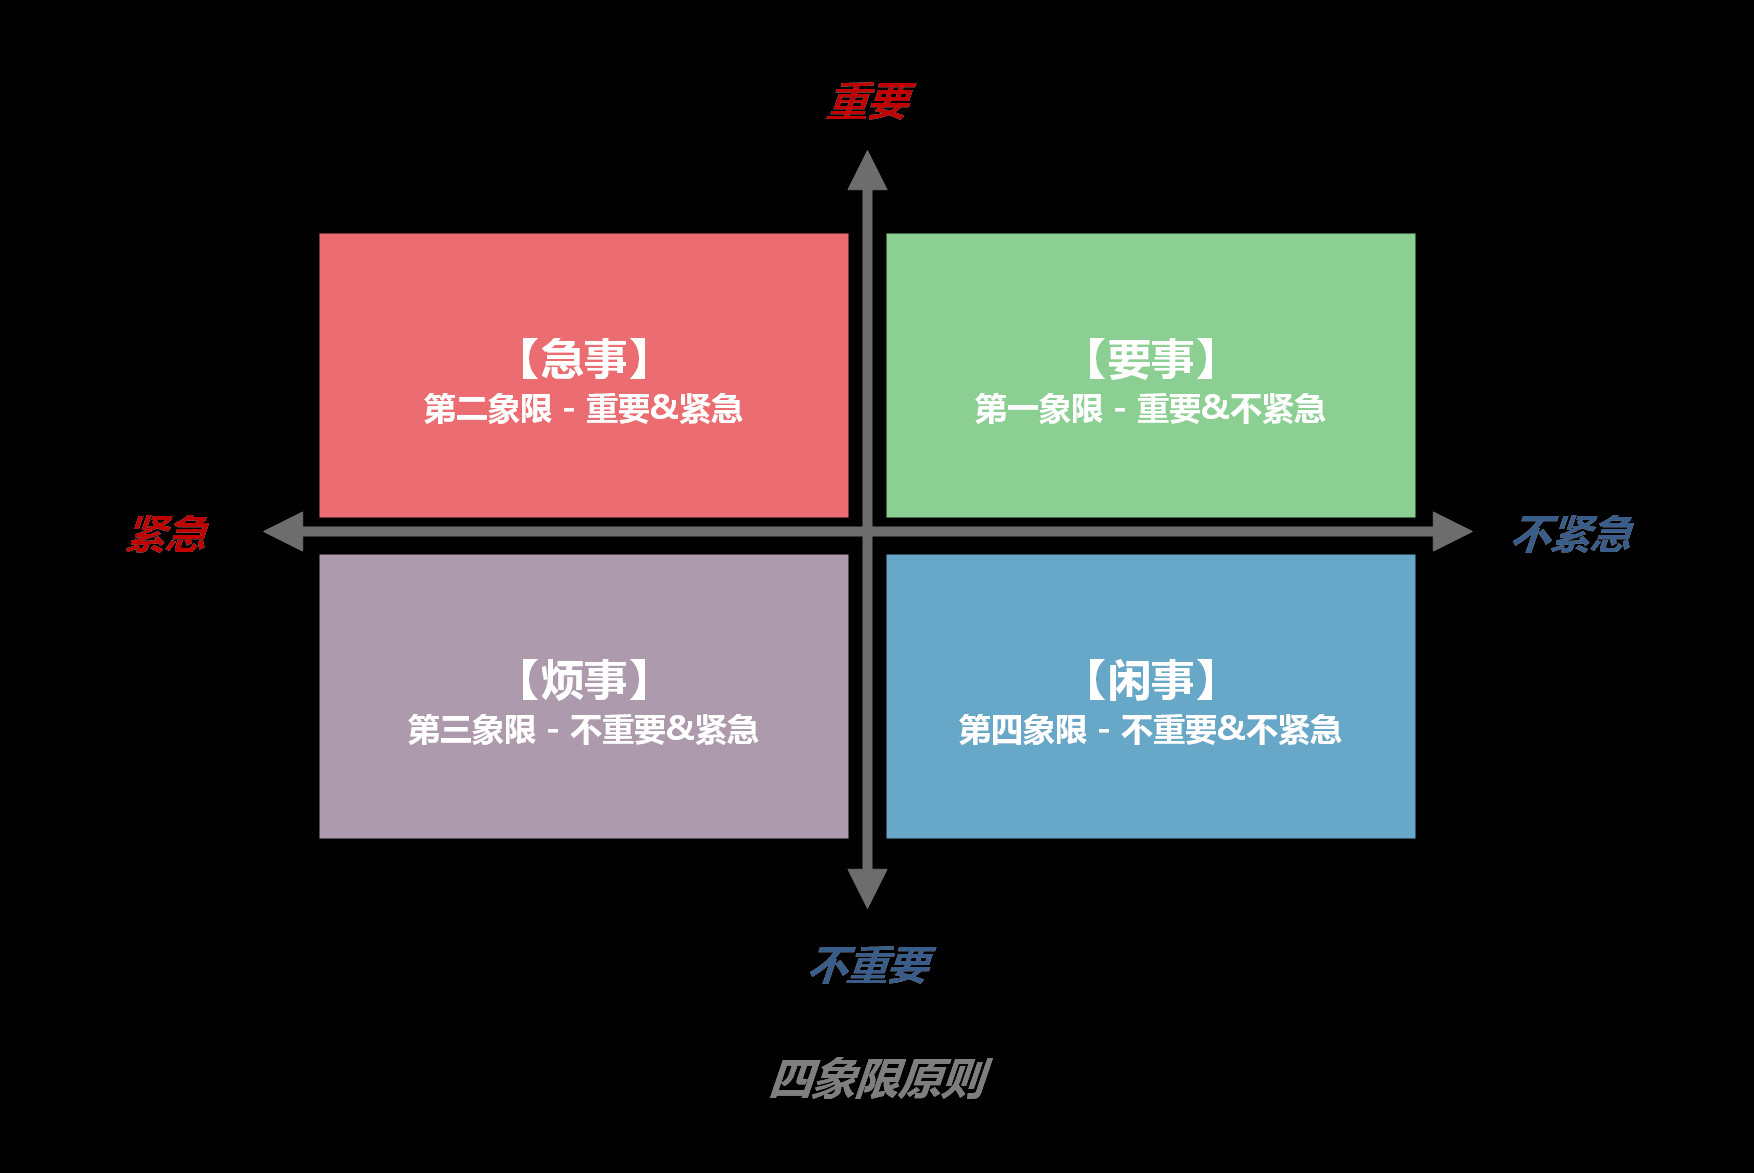 重要
【急事】
第二象限 - 重要&紧急
【要事】
第一象限 - 重要&不紧急
紧急
不紧急
【烦事】
第三象限 - 不重要&紧急
【闲事】
第四象限 - 不重要&不紧急
不重要
四象限原则